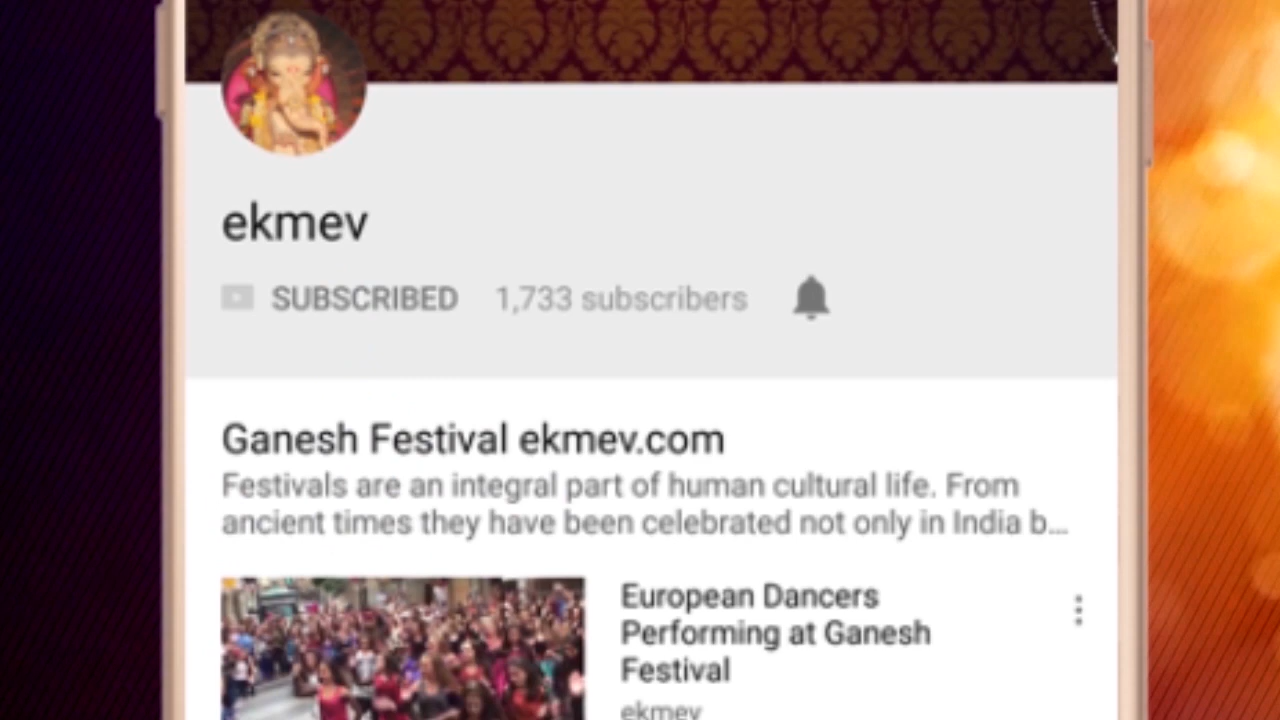 ekmev
SUBSCRIBED 1,733 subscribers
Ganesh Festival ekmev.com
Festivals are an integral part of human cultural life. From
ancient times they have been celebrated not only in India b...
European Dancers
Performing at Ganesh
Festival
ekmev